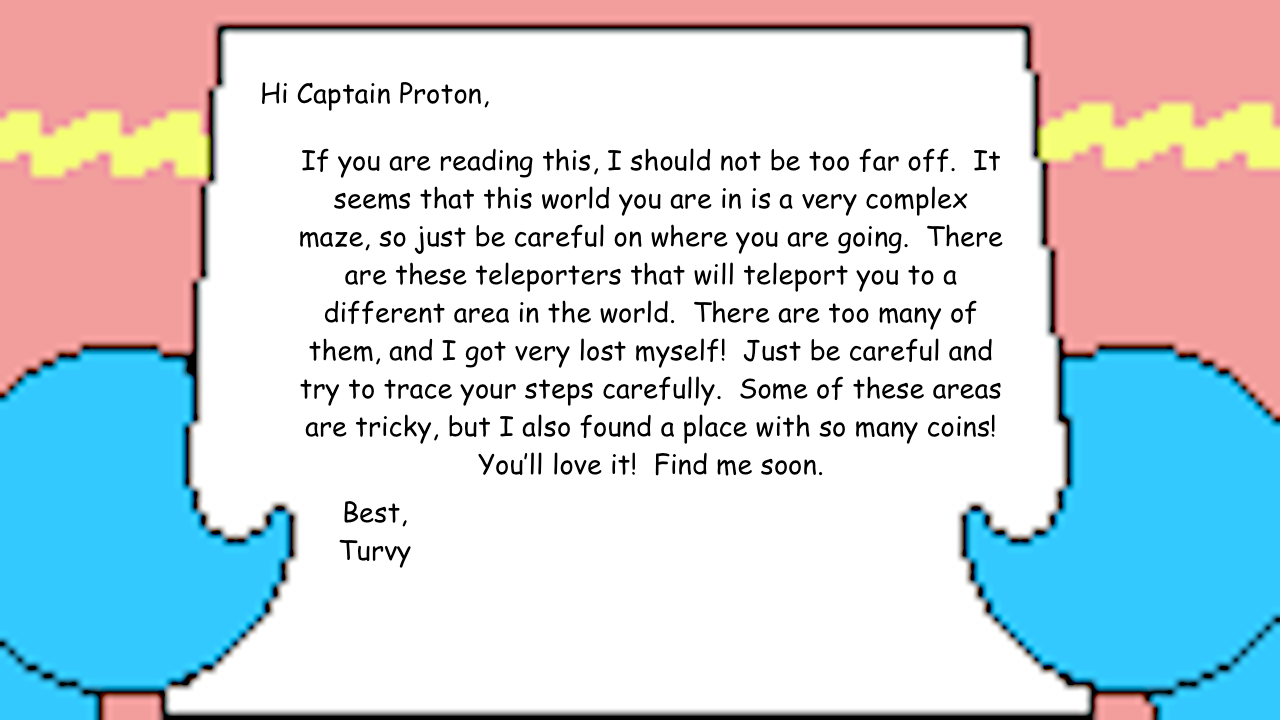 Hi Captain Proton,
If you are reading this, I should not be too far off.  It
seems that this world you are in is a very complex
maze, so just be careful on where you are going.  There
are these teleporters that will teleport you to a
different area in the world.  There are too many of
them, and I got very lost myself!  Just be careful and
try to trace your steps carefully.  Some of these areas
are tricky, but I also found a place with so many coins!
You'll love it!  Find me soon.
Best,
Turvy